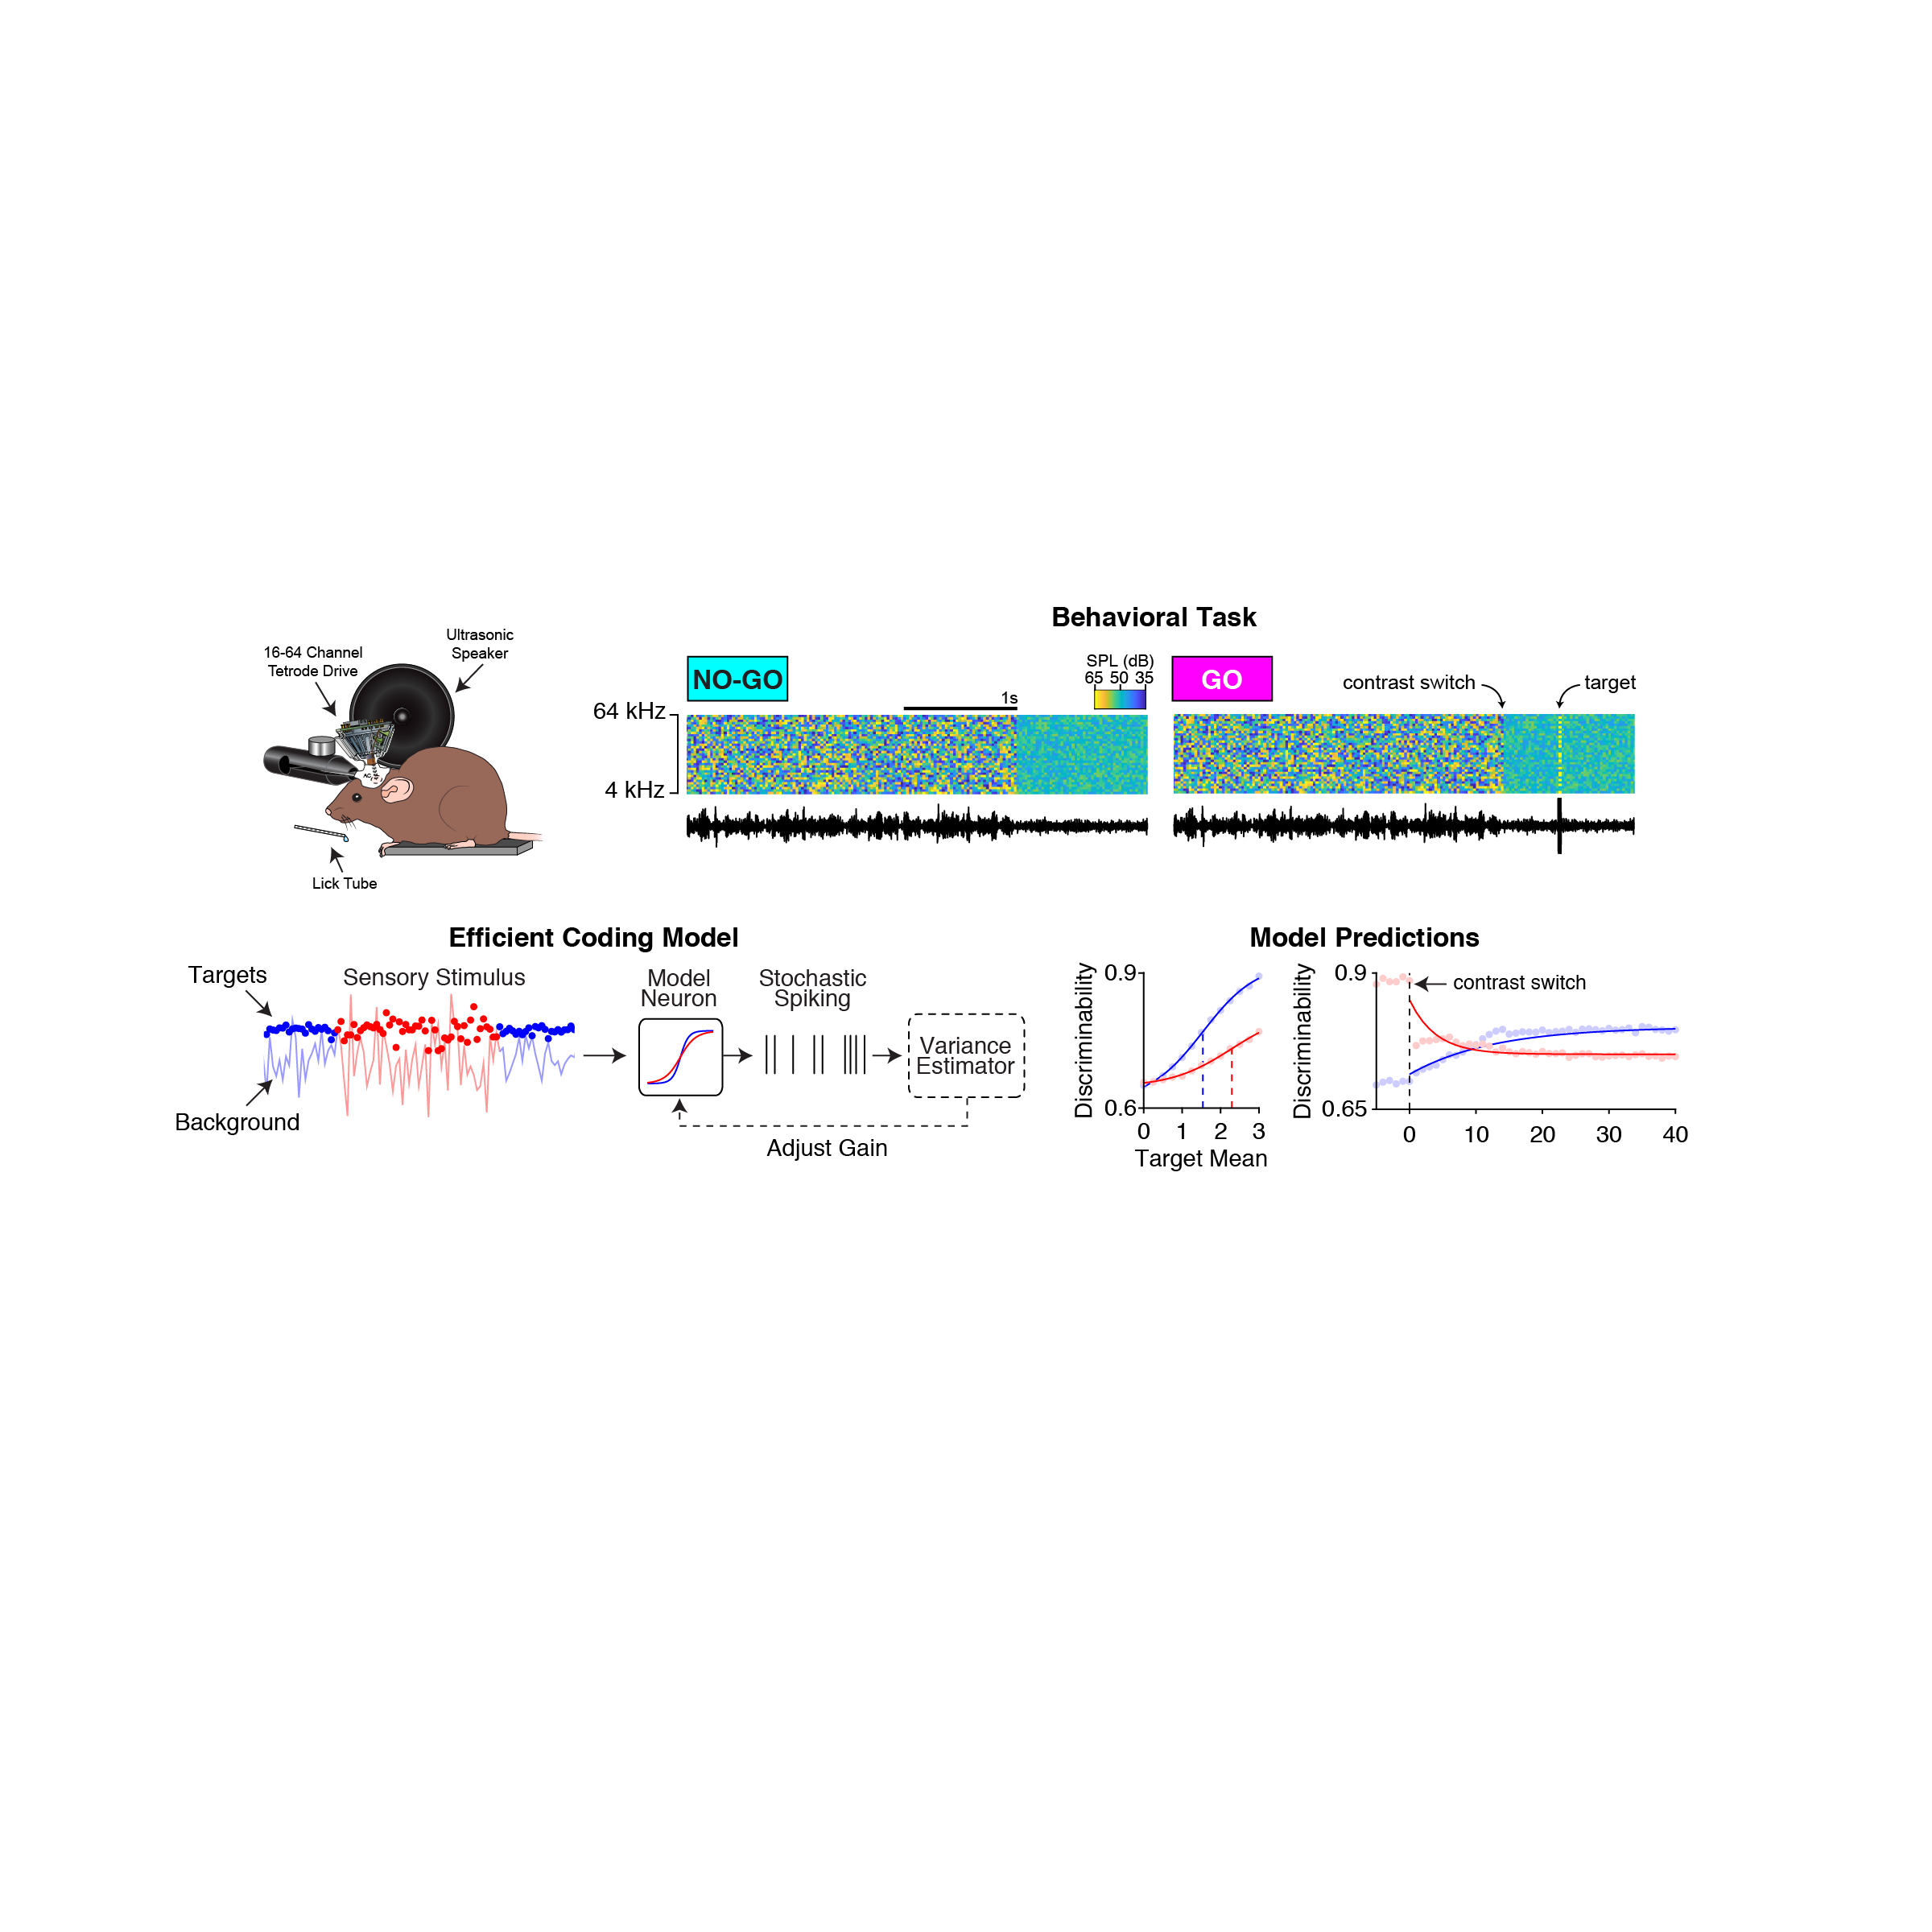 Behavioral Task
16-64 Channel
Tetrode Drive
Ultrasonic
Speaker
Lick Tube
NO-GO
1s
SPL (dB)
65 50 35
GO
contrast switch
target
64 kHz
4 kHz
Efficient Coding Model
Targets
Sensory Stimulus
Background
Model
Neuron
Stochastic
Spiking
Variance
Estimator
Adjust Gain
Model Predictions
Discriminability
0.9
0.6
0 1 2 3
Target Mean
Discriminability
0.9
0.65
contrast switch
0 10 20 30 40